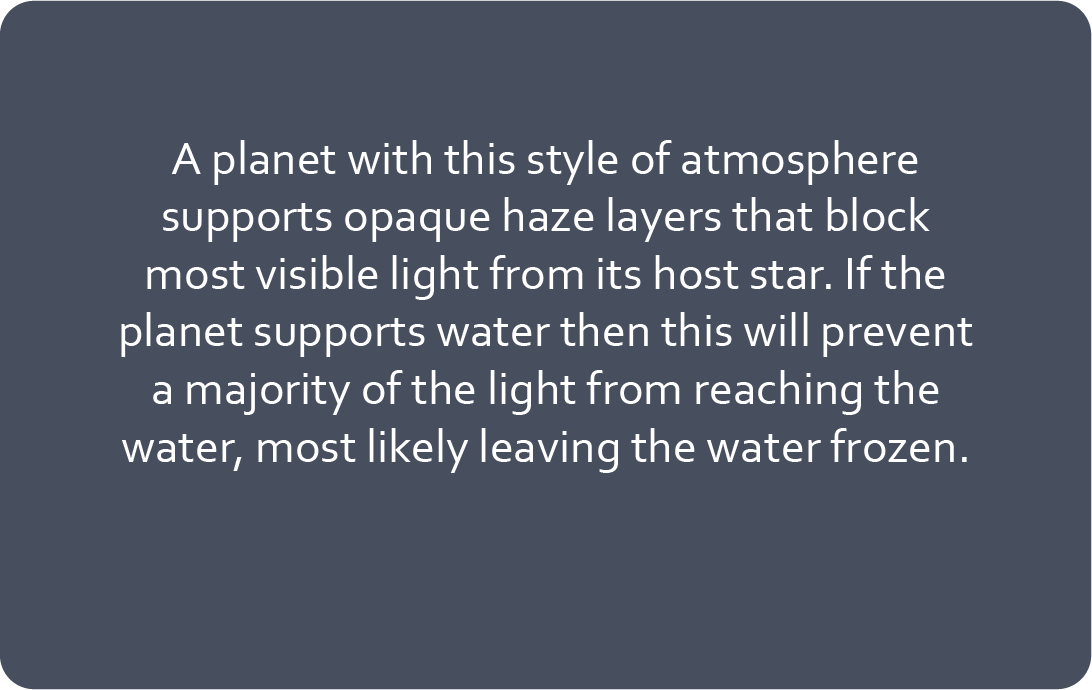 A planet with this style of atmosphere
supports opaque haze layers that block
most visible light from its host star. If the
planet supports water then this will prevent
a majority of the light from reaching the
water, most likely leaving the water frozen.